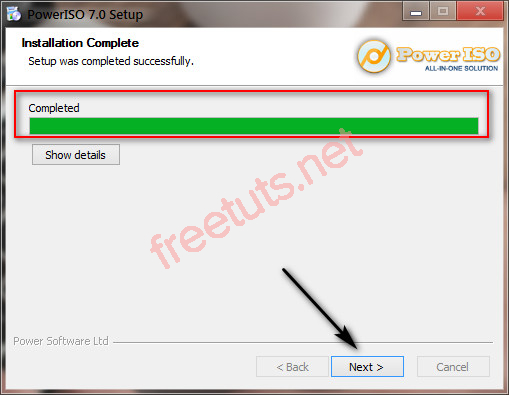 PowerISO 7.0 Setup
Installation Complete
Setup was completed successfully.
Power ISO
ALL-IN-ONE SOLUTION
Completed
Show details
freetuts.net
Power Software Ltd
< Back
Next >
Cancel